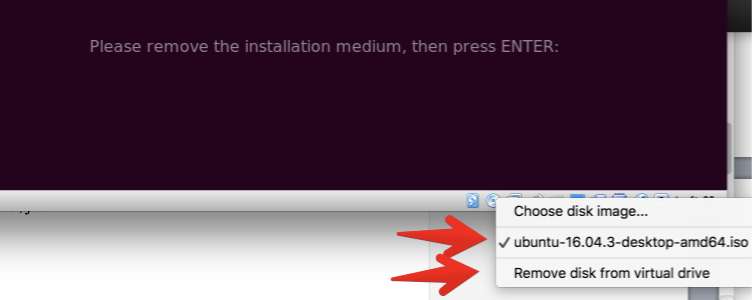 Please remove the installation medium, then press ENTER:
Choose disk image...
✓ ubuntu-16.04.3-desktop-amd64.iso
Remove disk from virtual drive